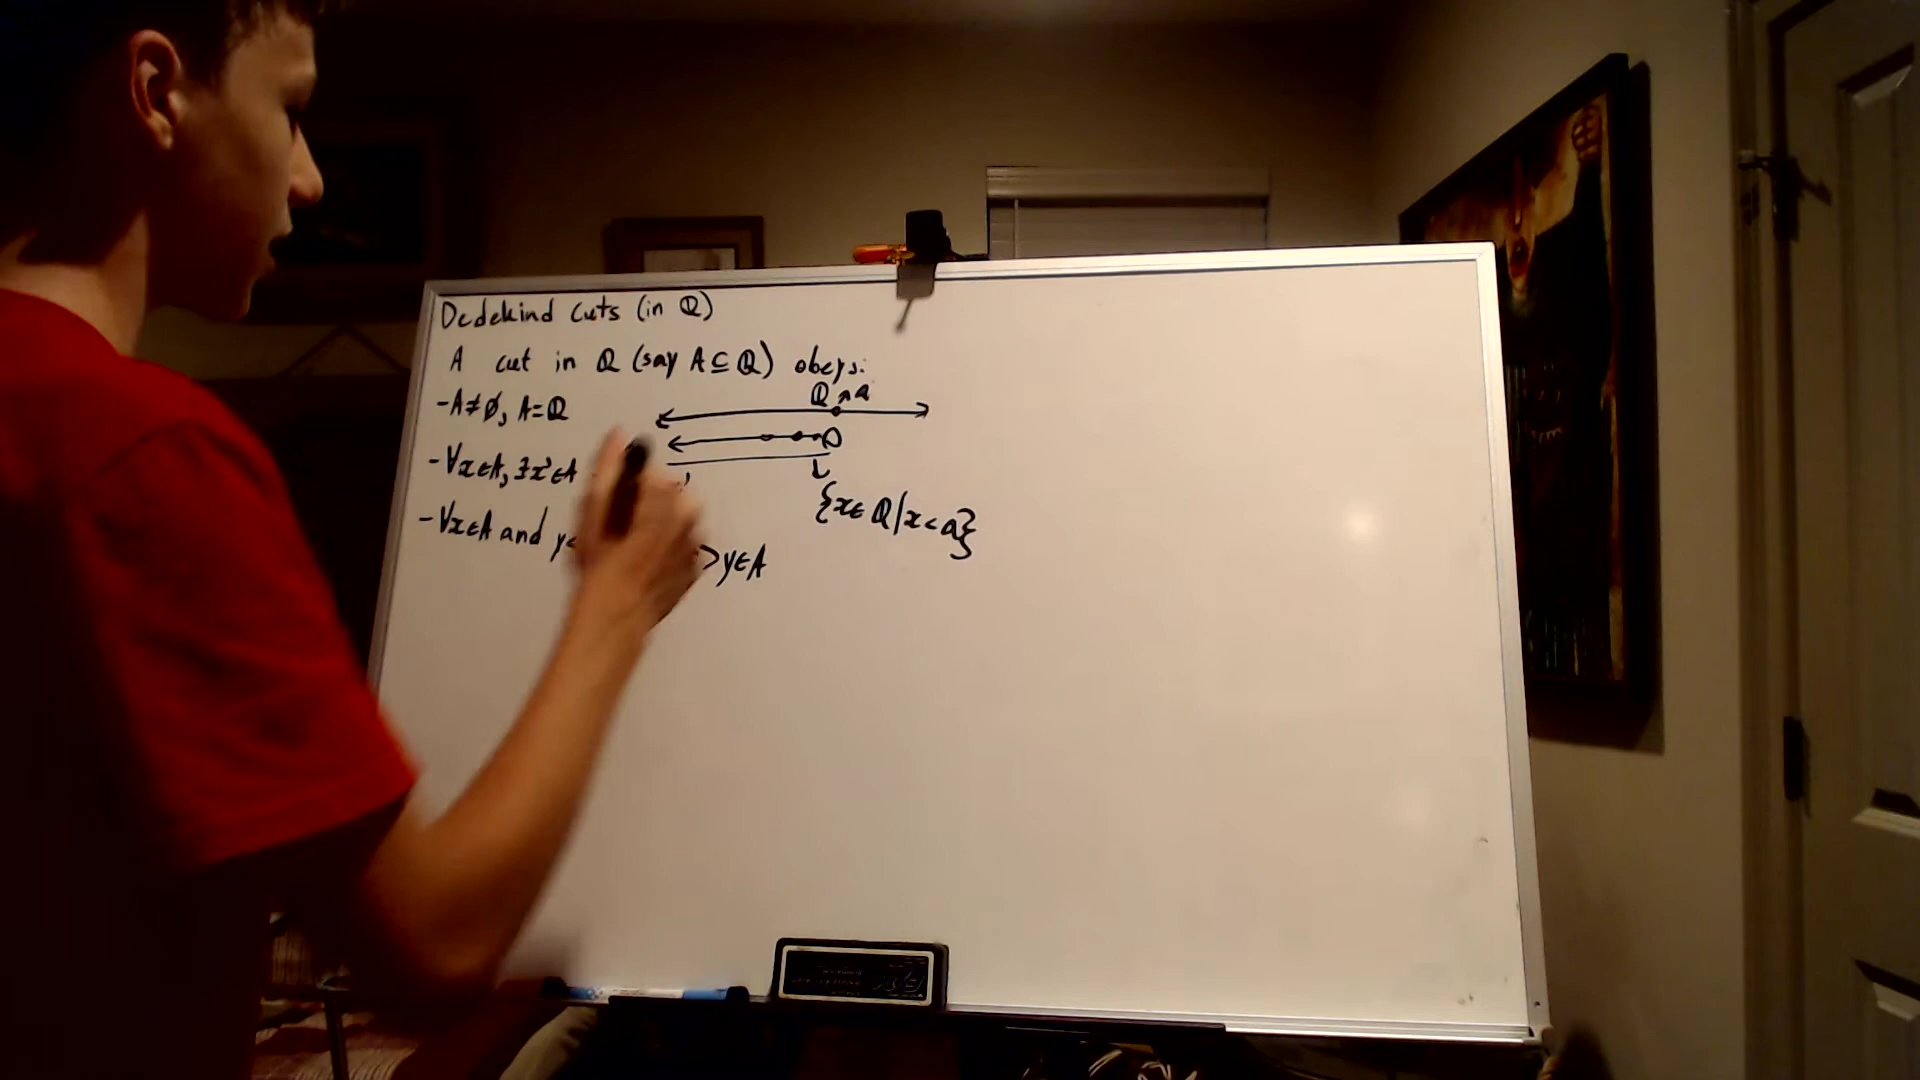 Dedekind Cuts (in ℚ)
A cut in ℚ (say A ⊆ ℚ) obeys:
-A≠∅, A=ℚ
ℚ a
-∀x∈A, ∃x'∈A
{x∈ℚ|x<a}
-∀x∈A and y∈
>y∈A